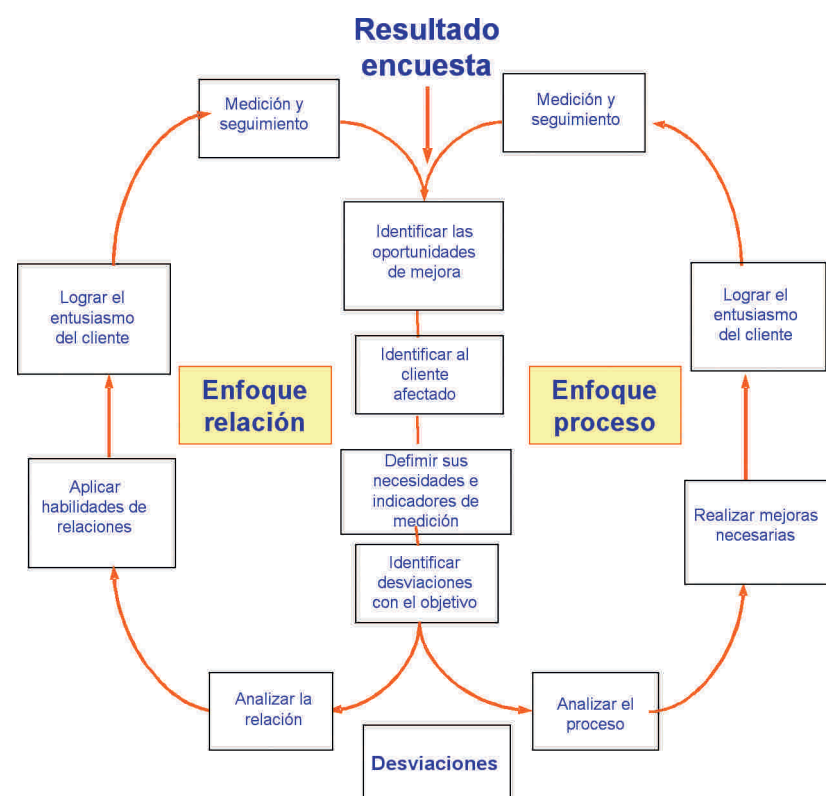 Resultado
encuesta
Medición y
seguimiento
Medición y
seguimiento
Identificar las
oportunidades
de mejora
Lograr el
entusiasmo
del cliente
Lograr el
entusiasmo
del cliente
Identificar al
cliente
afectado
Enfoque
relación
Enfoque
proceso
Defimir sus
necesidades e
indicadores de
medición
Aplicar
habilidades de
relaciones
Realizar mejoras
necesarias
Identificar
desviaciones
con el objetivo
Analizar la
relación
Analizar el
proceso
Desviaciones